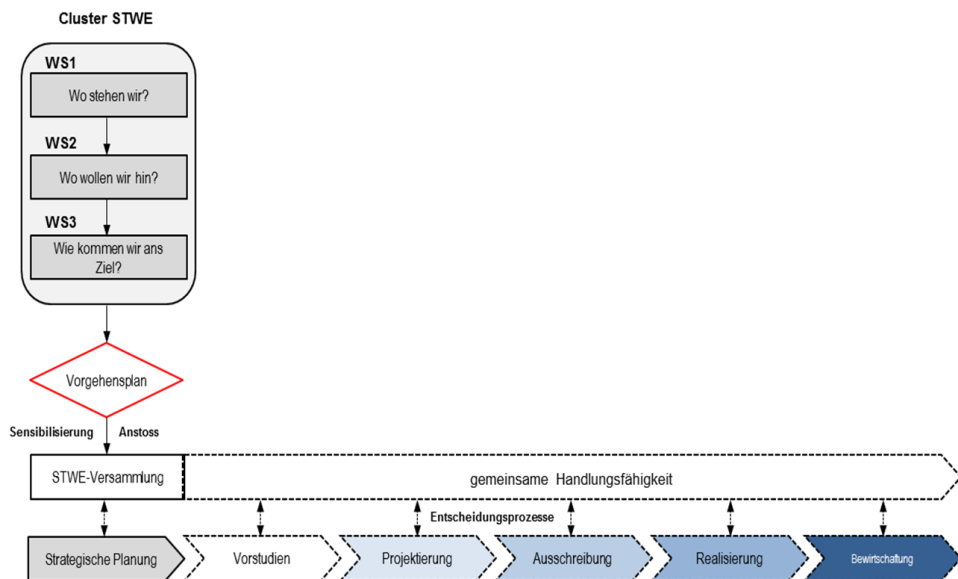 Cluster STWE
WS1
Wo stehen wir?
WS2
Wo wollen wir hin?
WS3
Wie kommen wir ans
Ziel?
Vorgehensplan
Sensibilisierung Anstoss
STWE-Versammlung
gemeinsame Handlungsfähigkeit
Entscheidungsprozesse
Strategische Planung
Vorstudien
Projektierung
Ausschreibung
Realisierung
Bewirtschaftung